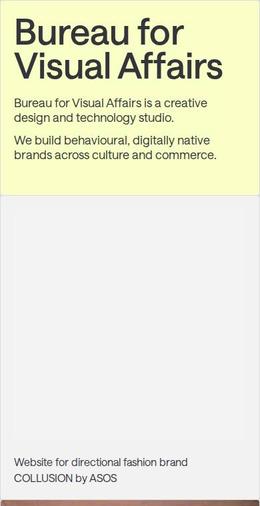 Bureau for
Visual Affairs
Bureau for Visual Affairs is a creative
design and technology studio.
We build behavioural, digitally native
brands across culture and commerce.
Website for directional fashion brand
COLLUSION by ASOS